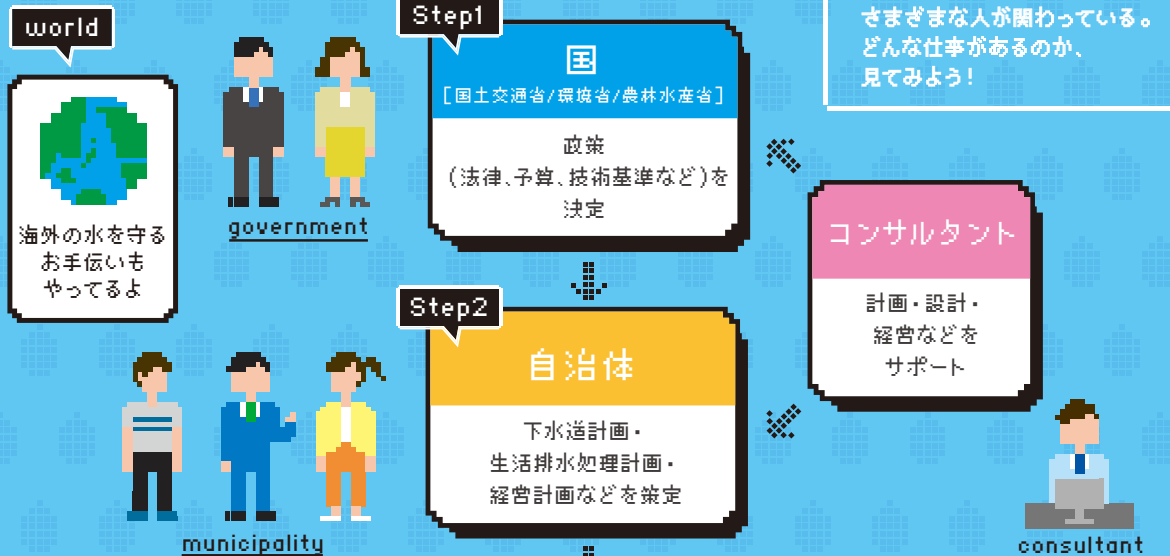 world
海外の水を守る
お手伝いも
やってるよ
government
Step1
国
[国土交通省/環境省/農林水産省]
政策
(法律、予算、技術基準など)を
決定
さまざまな人が関わっている。
どんな仕事があるのか、
見てみよう!
コンサルタント
計画・設計・
経営などを
サポート
consultant
Step2
自治体
下水道計画・
生活排水処理計画・
経営計画などを策定
municipality